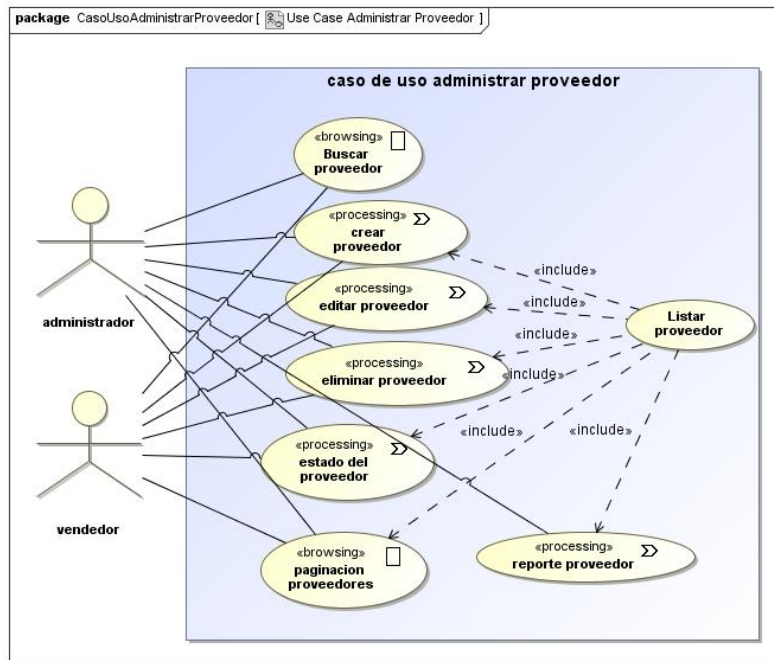 package CasoUsoAdministrarProveedor [ Use Case Administrar Proveedor ]
caso de uso administrar proveedor
«browsing»
Buscar
proveedor
«processing»
crear
proveedor
«include»
«processing»
editar proveedor
«include»
Listar
proveedor
administrador
«include»
«processing»
eliminar proveedor
«include»
«processing»
estado del
proveedor
«include»
«include»
vendedor
«browsing»
paginacion
proveedores
«processing»
reporte proveedor